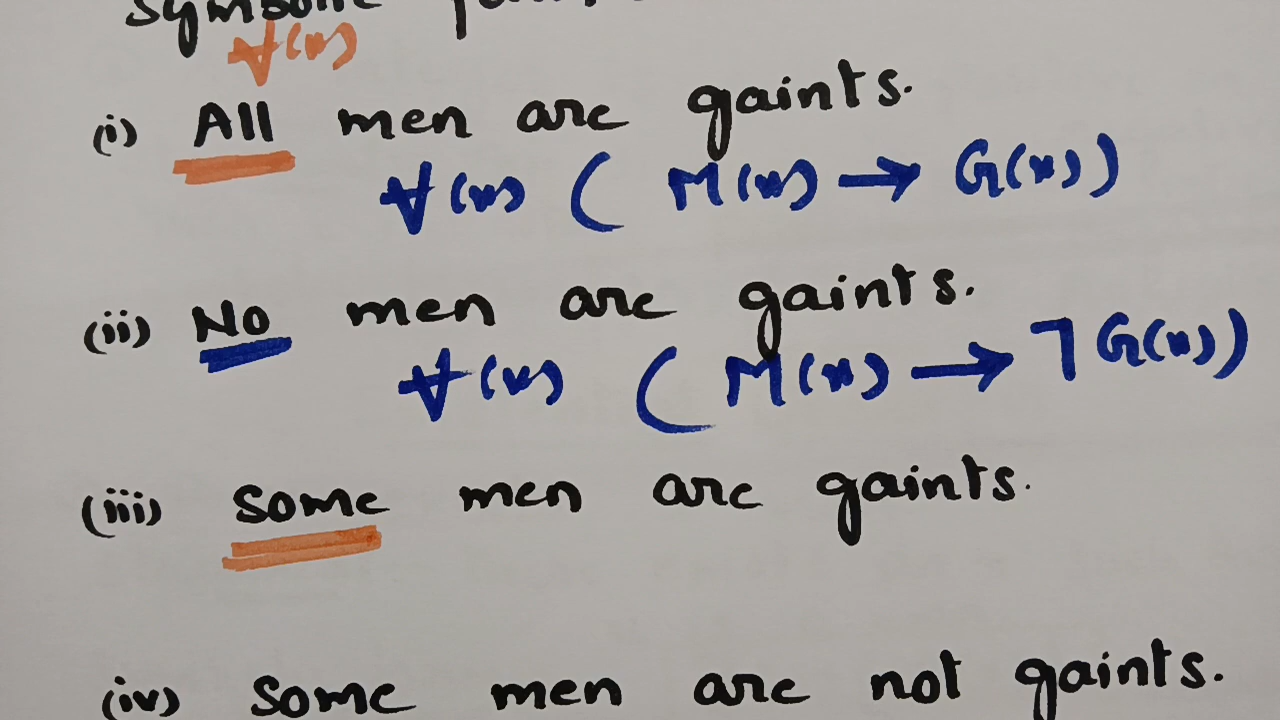 ∀(x)
(i) All men are gaints.
∀(x) ( M(x) → G(x))
(ii) No men are gaints.
∀(x) ( M(x) → ¬ G(x))
(iii) Some men are gaints.
(iv) Some men are not gaints.